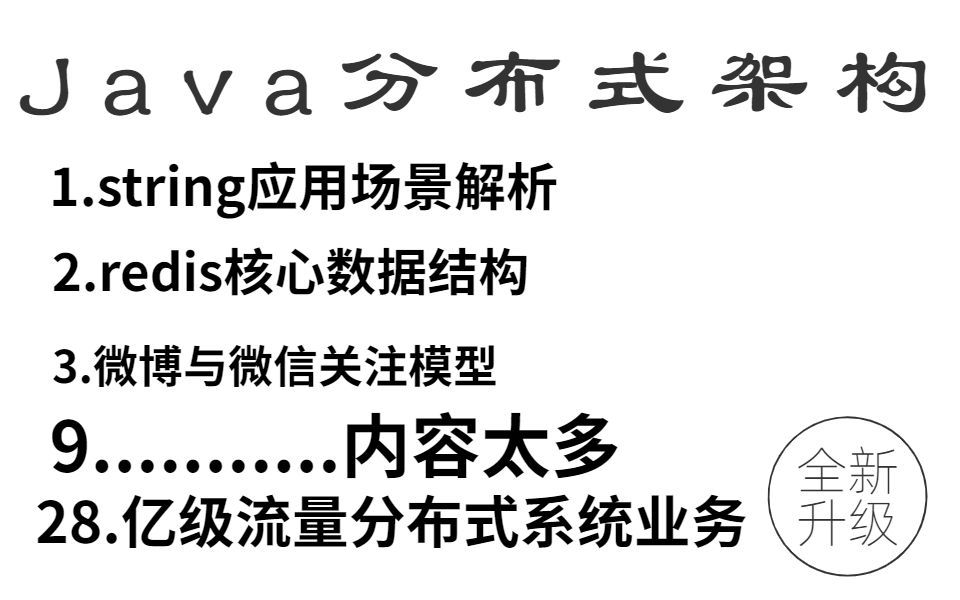 Java分布式架构
1.string应用场景解析
2.redis核心数据结构
3.微博与微信关注模型
9...........内容太多
28.亿级流量分布式系统业务
全新
升级